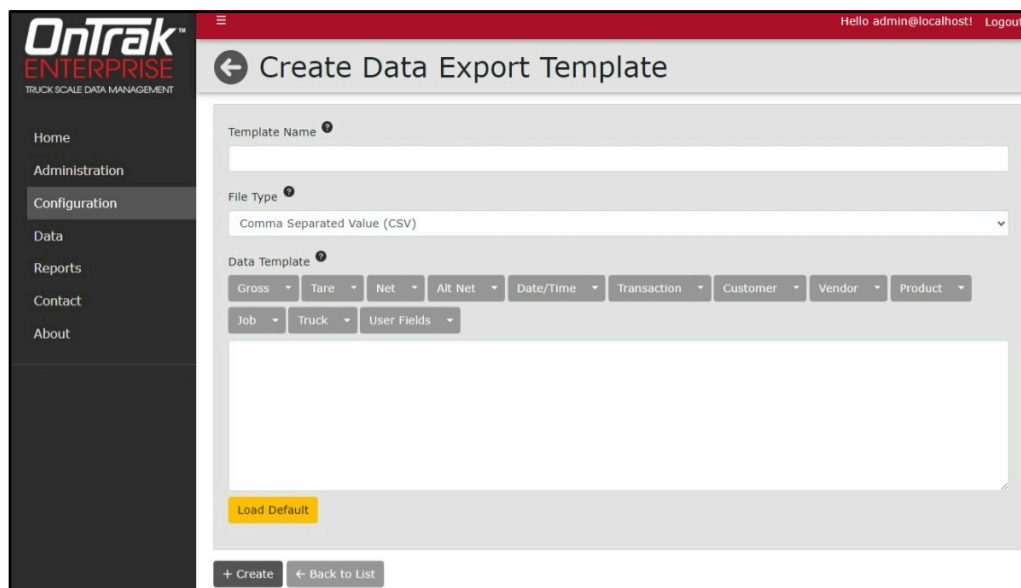 OnTrak™
ENTERPRISE
TRUCK SCALE DATA MANAGEMENT
Hello admin@localhost! Logout
Create Data Export Template
Home
Administration
Configuration
Data
Reports
Contact
About
Template Name
File Type
Comma Separated Value (CSV)
Data Template
Gross Tare Net Alt Net Date/Time Transaction Customer Vendor Product
Job Truck User Fields
Load Default
+ Create ← Back to List